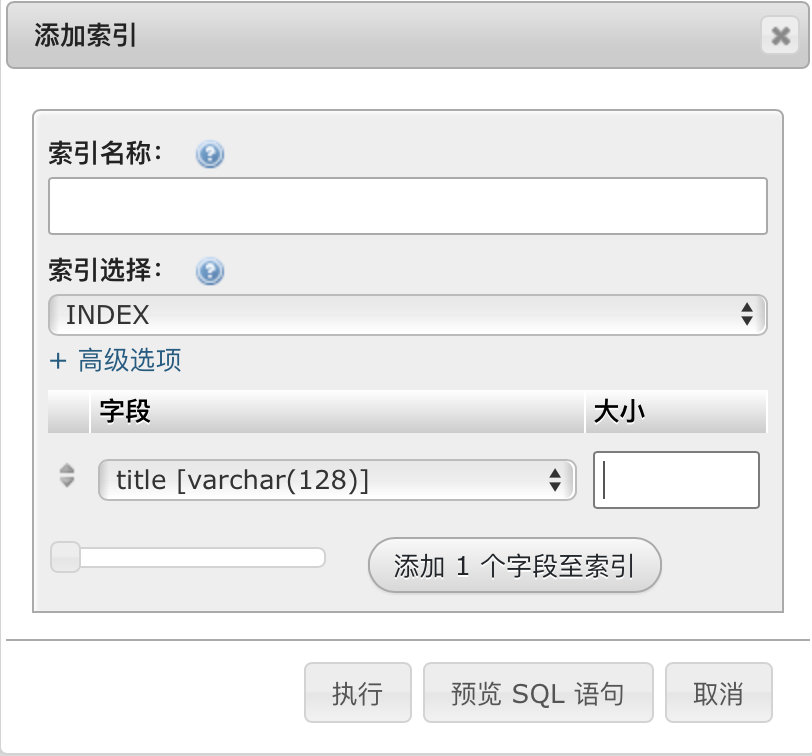 添加索引
索引名称：
索引选择：
INDEX
+ 高级选项
字段 大小
title [varchar(128)]
添加 1 个字段至索引
执行 预览 SQL 语句 取消